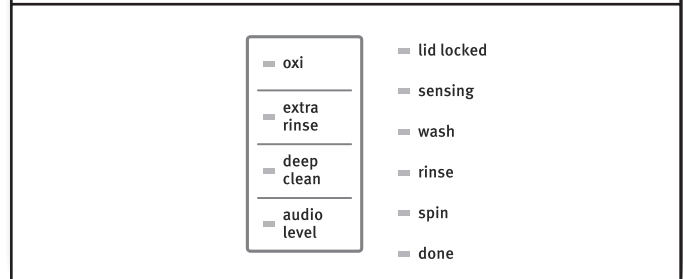 oxi
extra
rinse
deep
clean
audio
level
lid locked
sensing
wash
rinse
spin
done